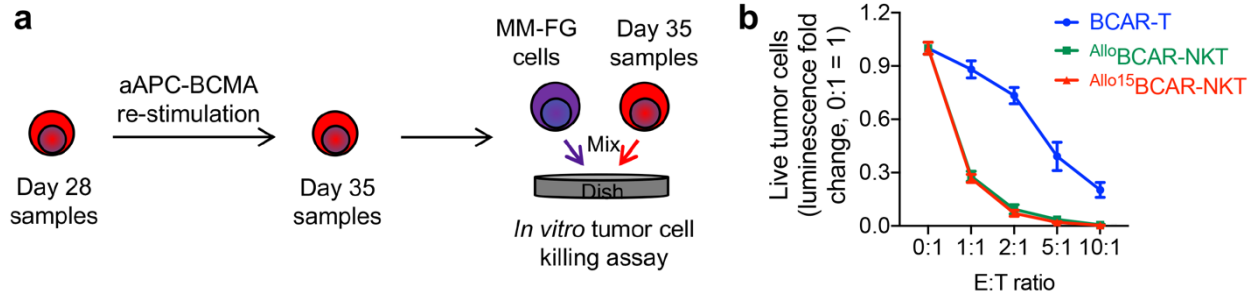 a
aAPC-BCMA
re-stimulation
Day 28
samples
Day 35
samples
MM-FG
cells
Day 35
samples
Mix
Dish
In vitro tumor cell
killing assay
b
Live tumor cells
(luminescence fold
change, 0:1 = 1)
1.2
0.9
0.6
0.3
0.0
0:1 1:1 2:1 5:1 10:1
E:T ratio
BCAR-T
AlloBCAR-NKT
Allo15BCAR-NKT